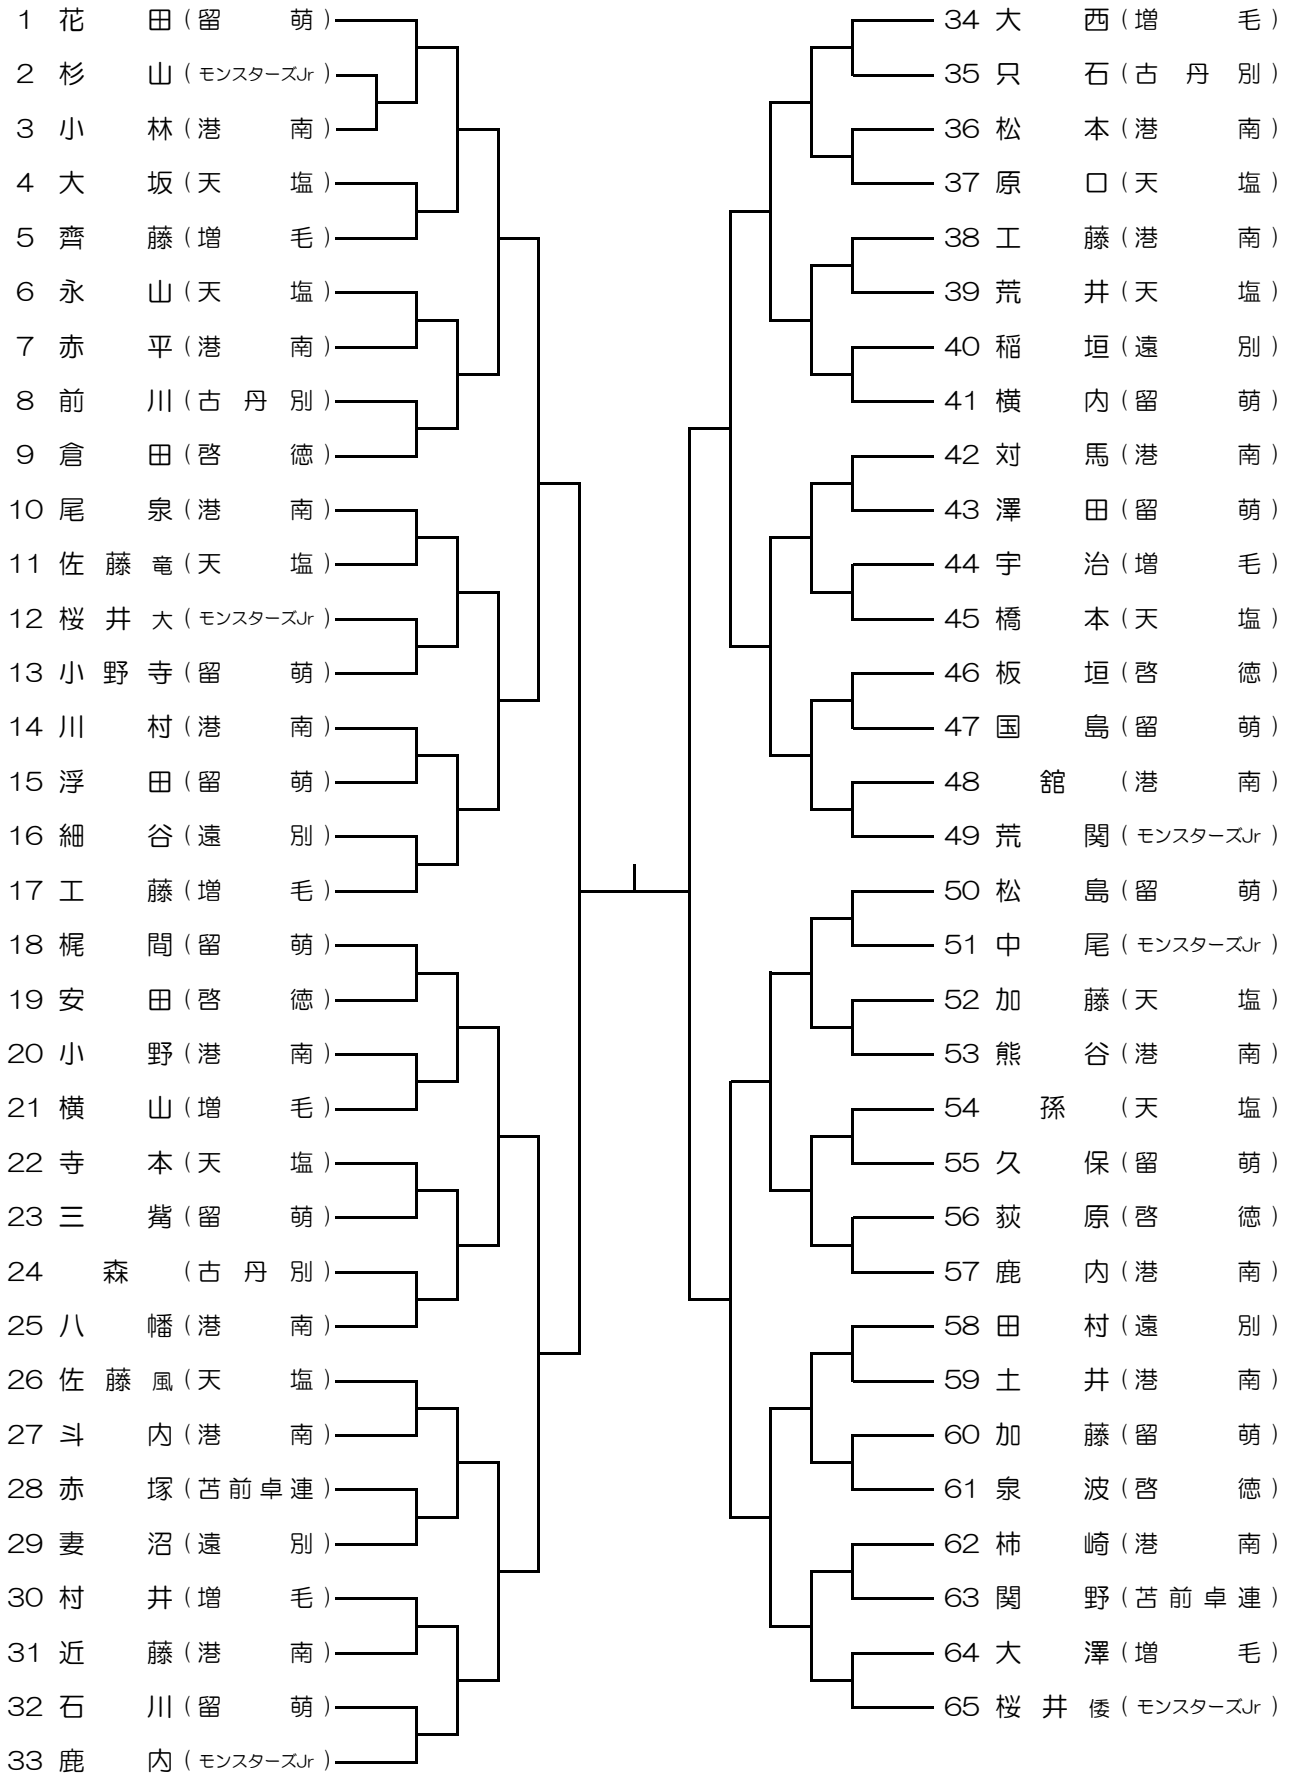 1 花田（留萌）
2 杉山（モンスターズJr）
3 小林（港南）
4 大坂（天塩）
5 齊藤（増毛）
6 永山（天塩）
7 赤平（港南）
8 前川（古丹別）
9 倉田（啓徳）
10 尾泉（港南）
11 佐藤竜（天塩）
12 桜井大（モンスターズJr）
13 小野寺（留萌）
14 川村（港南）
15 浮田（留萌）
16 細谷（遠別）
17 工藤（増毛）
18 梶間（留萌）
19 安田（啓徳）
20 小野（港南）
21 横山（増毛）
22 寺本（天塩）
23 三觜（留萌）
24 森（古丹別）
25 八幡（港南）
26 佐藤風（天塩）
27 斗内（港南）
28 赤塚（苫前卓連）
29 妻沼（遠別）
30 村井（増毛）
31 近藤（港南）
32 石川（留萌）
33 鹿内（モンスターズJr）
34 大西（増毛）
35 只石（古丹別）
36 松本（港南）
37 原口（天塩）
38 工藤（港南）
39 荒井（天塩）
40 稲垣（遠別）
41 横内（留萌）
42 対馬（港南）
43 澤田（留萌）
44 宇治（増毛）
45 橋本（天塩）
46 板垣（啓徳）
47 国島（留萌）
48 舘（港南）
49 荒関（モンスターズJr）
50 松島（留萌）
51 中尾（モンスターズJr）
52 加藤（天塩）
53 熊谷（港南）
54 孫（天塩）
55 久保（留萌）
56 荻原（啓徳）
57 鹿内（港南）
58 田村（遠別）
59 土井（港南）
60 加藤（留萌）
61 泉波（啓徳）
62 柿崎（港南）
63 関野（苫前卓連）
64 大澤（増毛）
65 桜井倭（モンスターズJr）